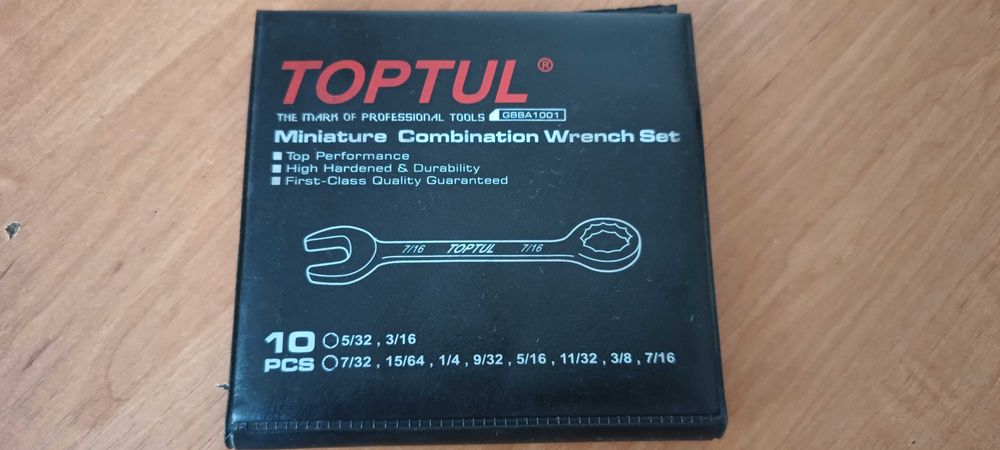 TOPTUL®
THE MARK OF PROFESSIONAL TOOLS GBBA1001
Miniature Combination Wrench Set
Top Performance
High Hardened & Durability
First-Class Quality Guaranteed
7/16 TOPTUL 7/16
10 PCS
5/32 , 3/16
7/32 , 15/64 , 1/4 , 9/32 , 5/16 , 11/32 , 3/8 , 7/16